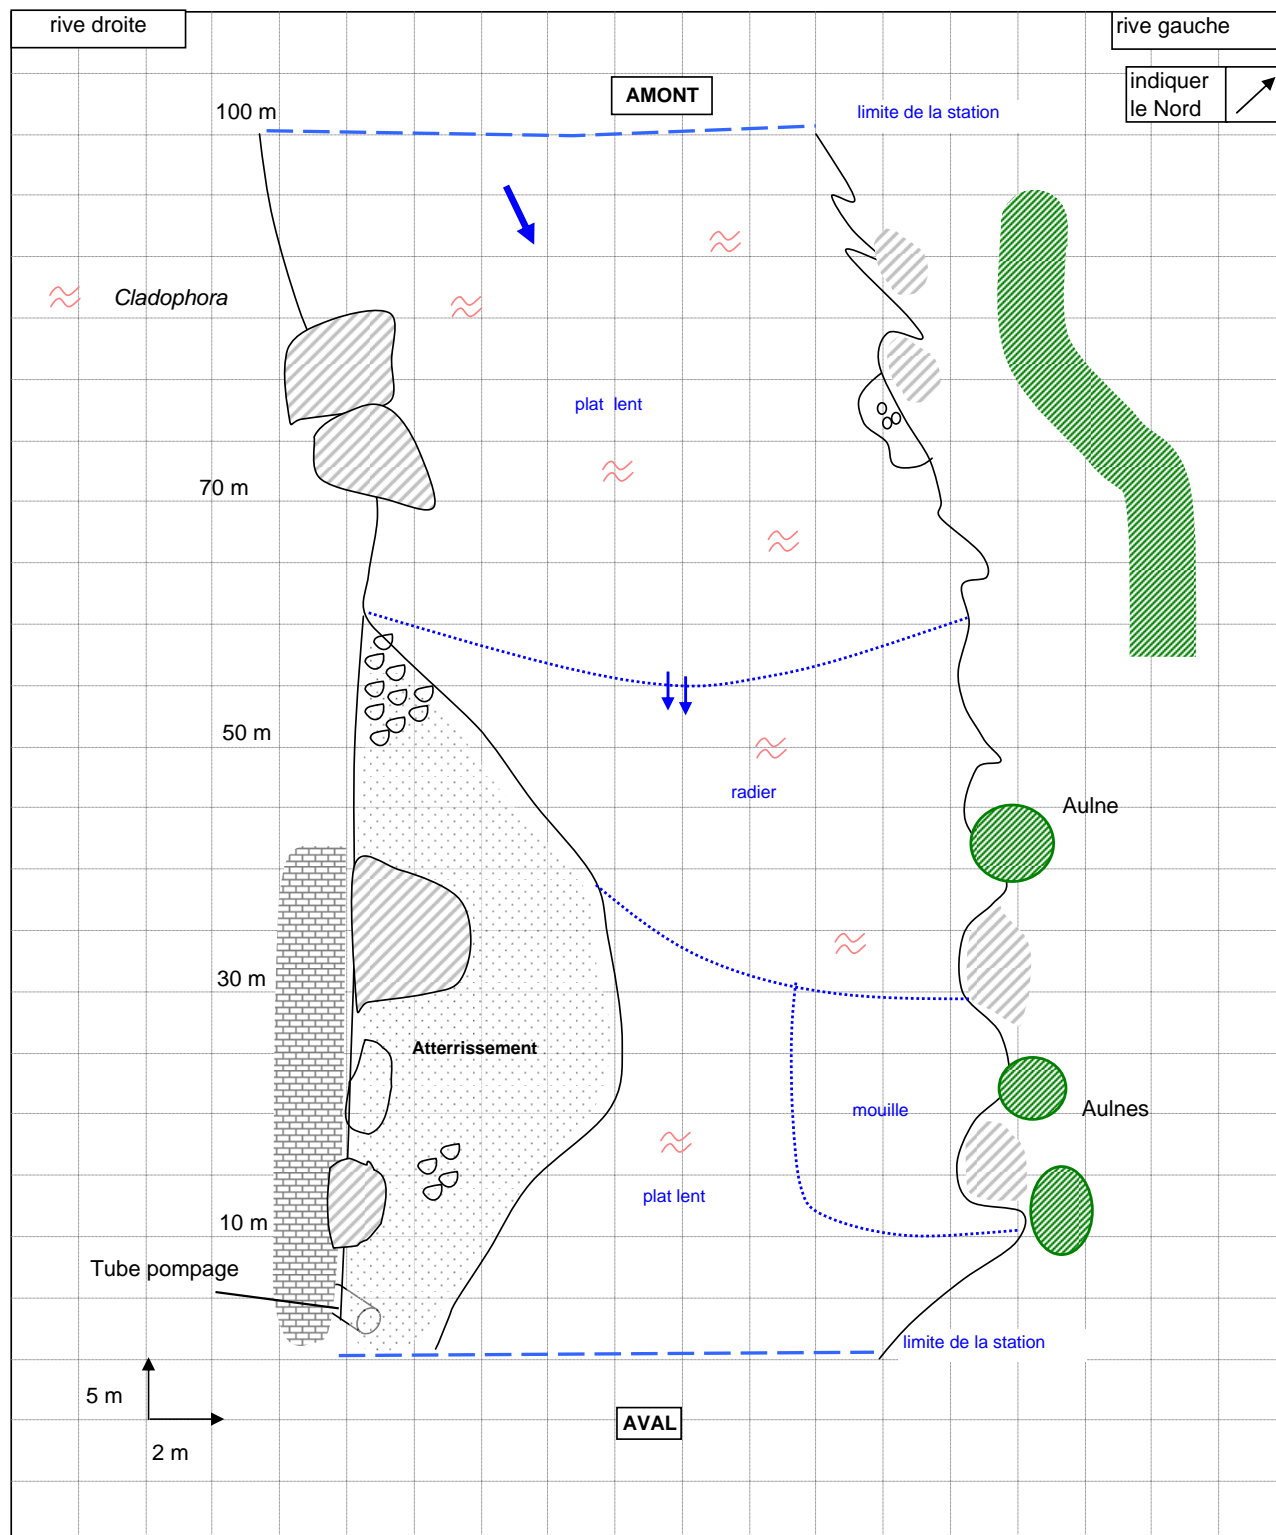 rive droite
rive gauche
indiquer
le Nord
AMONT
100 m
limite de la station
Cladophora
plat lent
70 m
50 m
radier
Aulne
30 m
Atterrissement
mouille
Aulnes
plat lent
10 m
Tube pompage
limite de la station
5 m
2 m
AVAL